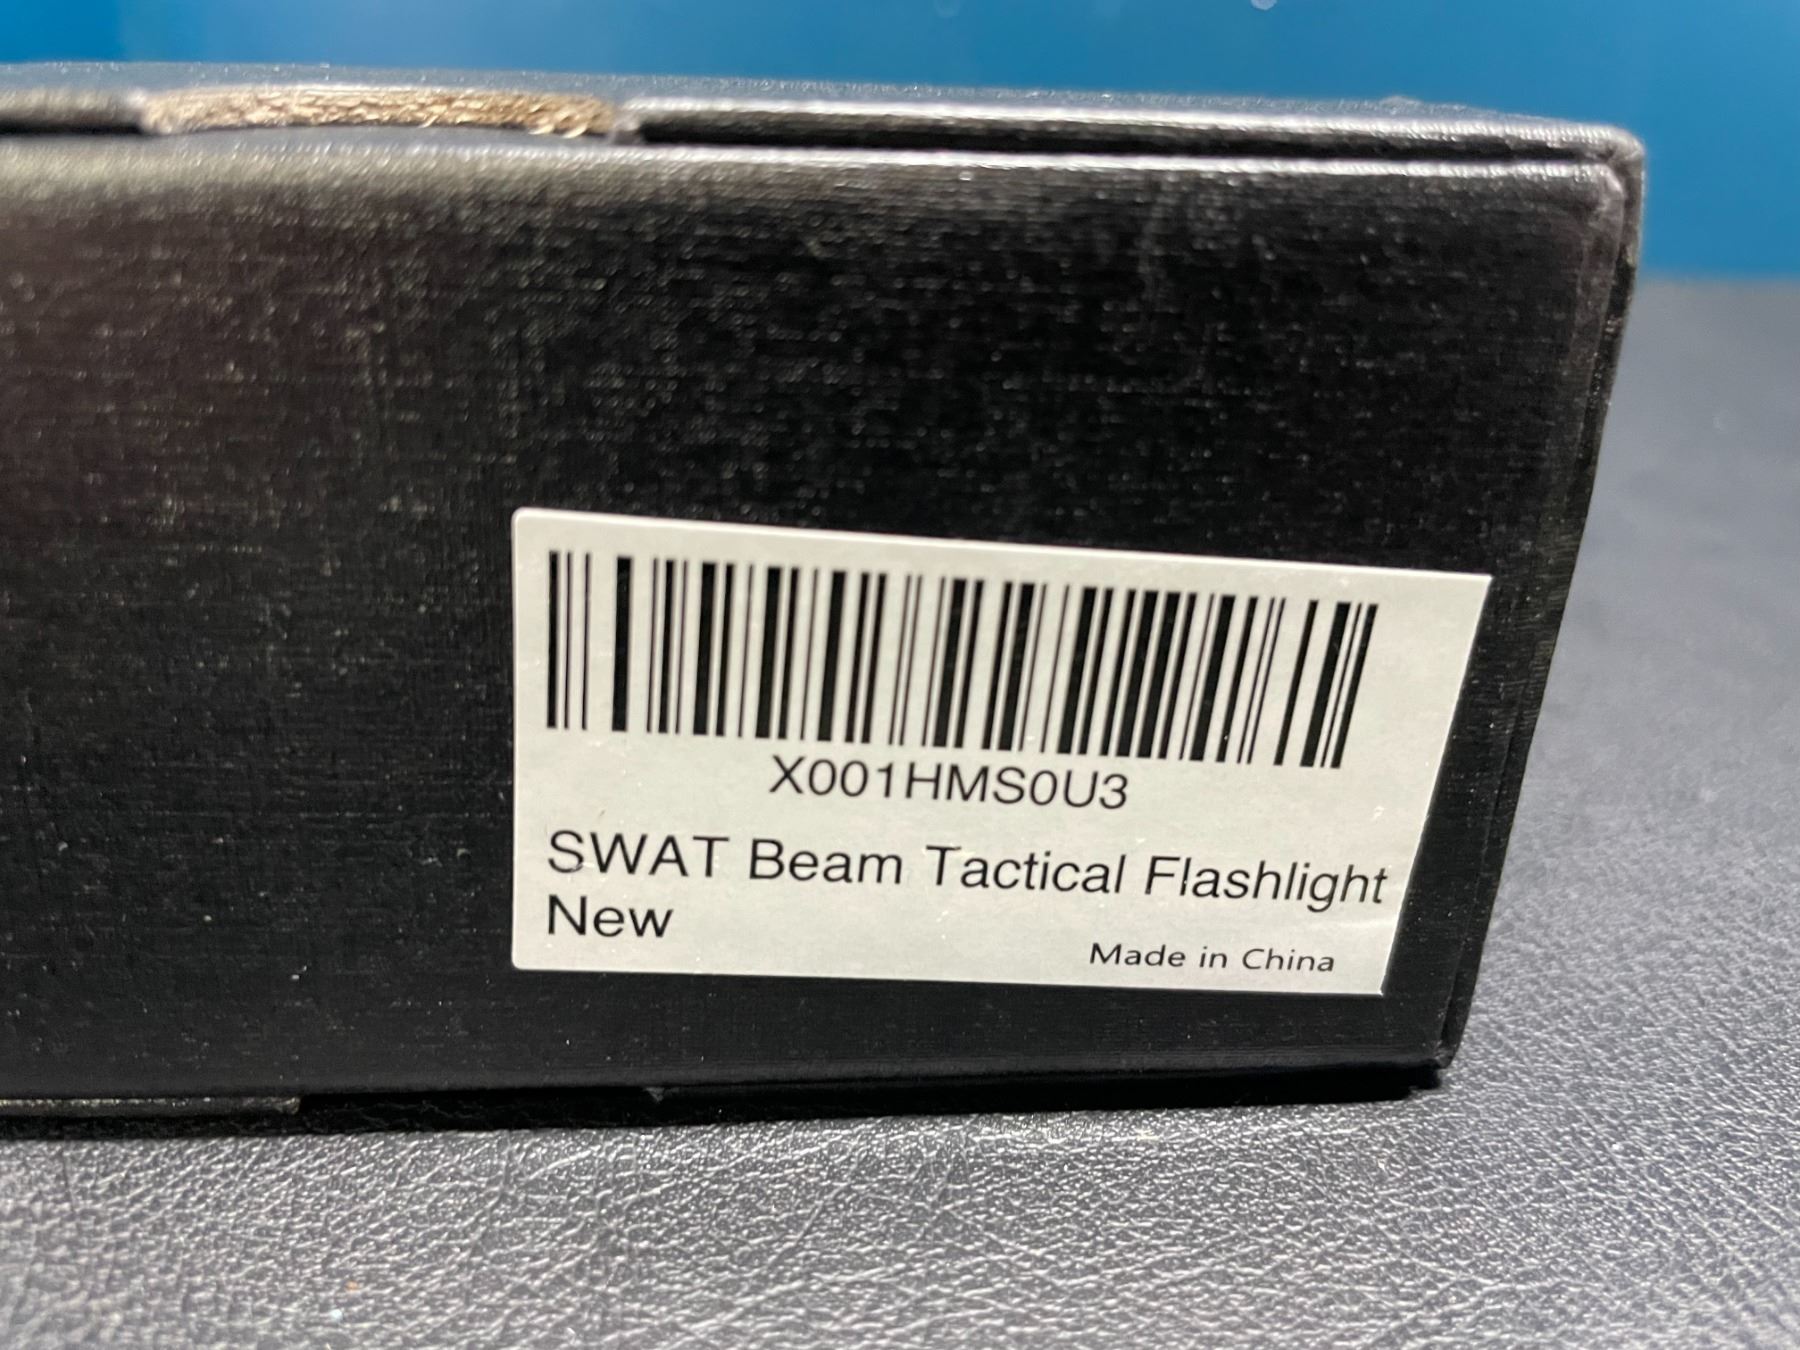 X001HMS0U3
SWAT Beam Tactical Flashlight
New
Made in China